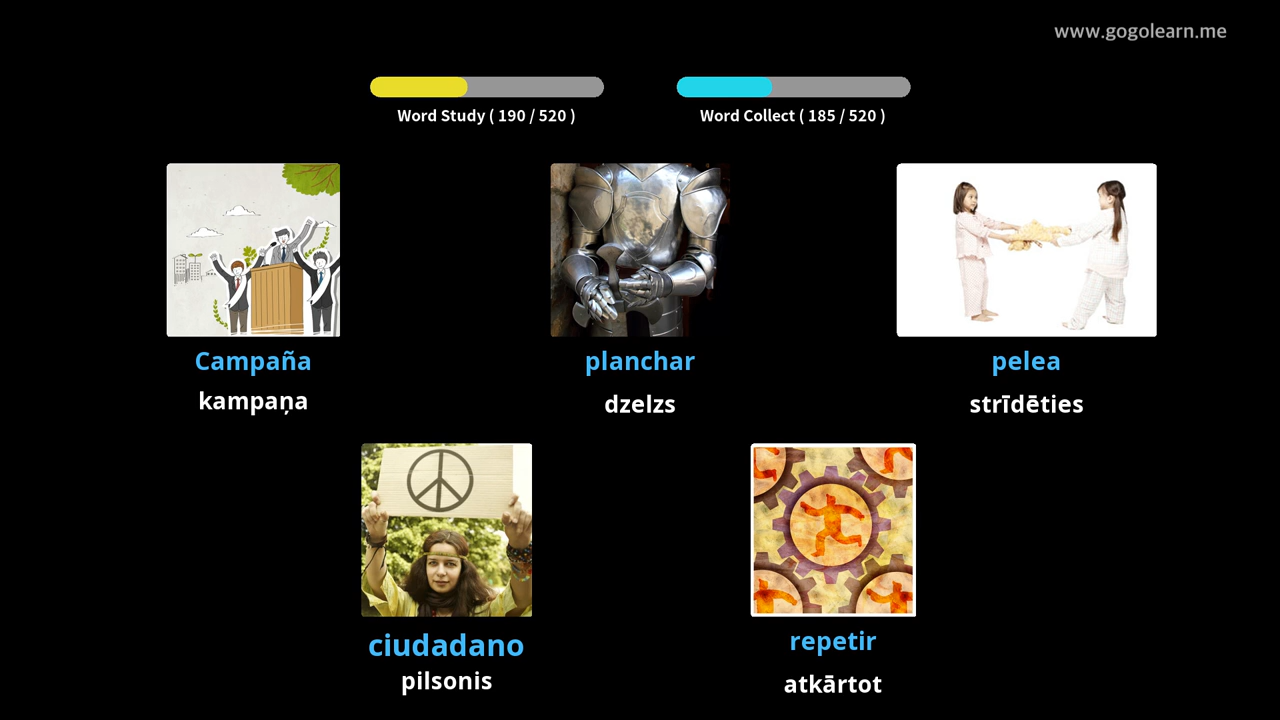 www.gogolearn.me
Word Study ( 190 / 520 )
Word Collect ( 185 / 520 )
Campaña
planchar
pelea
kampaņa
dzelzs
strīdēties
ciudadano
repetir
pilsonis
atkārtot